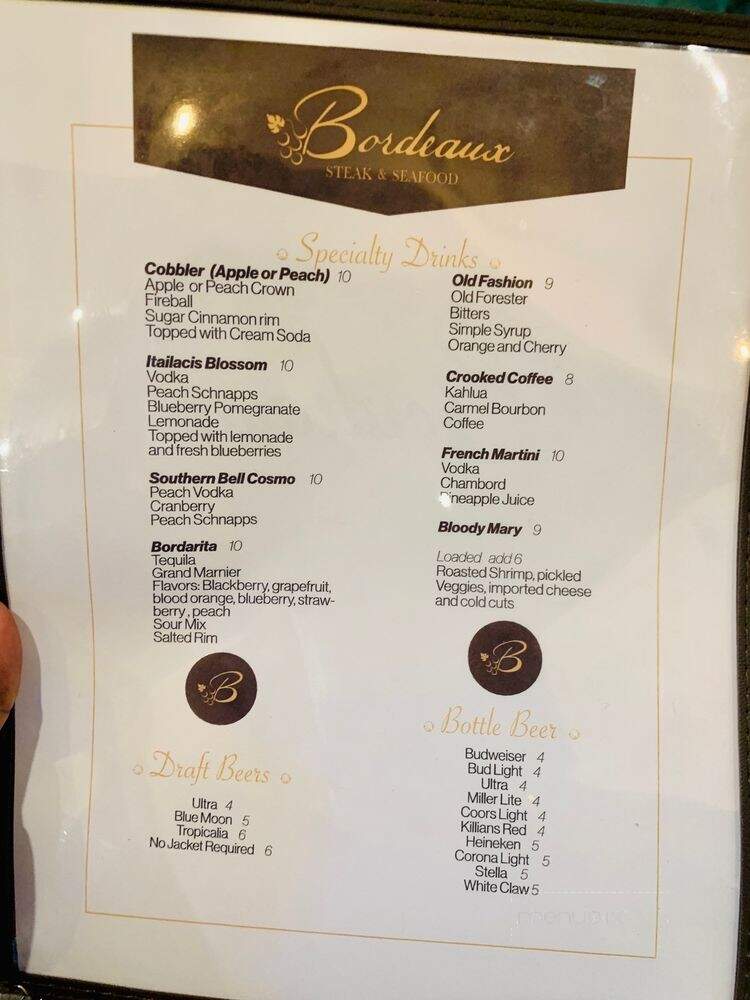 Bordeaux
STEAK & SEAFOOD
Specialty Drinks
Cobbler (Apple or Peach) 10
Apple or Peach Crown
Fireball
Sugar Cinnamon rim
Topped with Cream Soda
Itailacis Blossom 10
Vodka
Peach Schnapps
Blueberry Pomegranate
Lemonade
Topped with lemonade
and fresh blueberries
Southern Bell Cosmo 10
Peach Vodka
Cranberry
Peach Schnapps
Bordarita 10
Tequila
Grand Marnier
Flavors: Blackberry, grapefruit,
blood orange, blueberry, straw-
berry, peach
Sour Mix
Salted Rim
Old Fashion 9
Old Forester
Bitters
Simple Syrup
Orange and Cherry
Crooked Coffee 8
Kahlua
Carmel Bourbon
Coffee
French Martini 10
Vodka
Chambord
Pineapple Juice
Bloody Mary 9
Loaded add 6
Roasted Shrimp, pickled
Veggies, imported cheese
and cold cuts
B
B
Draft Beers
Ultra 4
Blue Moon 5
Tropicalia 6
No Jacket Required 6
Bottle Beer
Budweiser 4
Bud Light 4
Ultra 4
Miller Lite 4
Coors Light 4
Killians Red 4
Heineken 5
Corona Light 5
Stella 5
White Claw 5